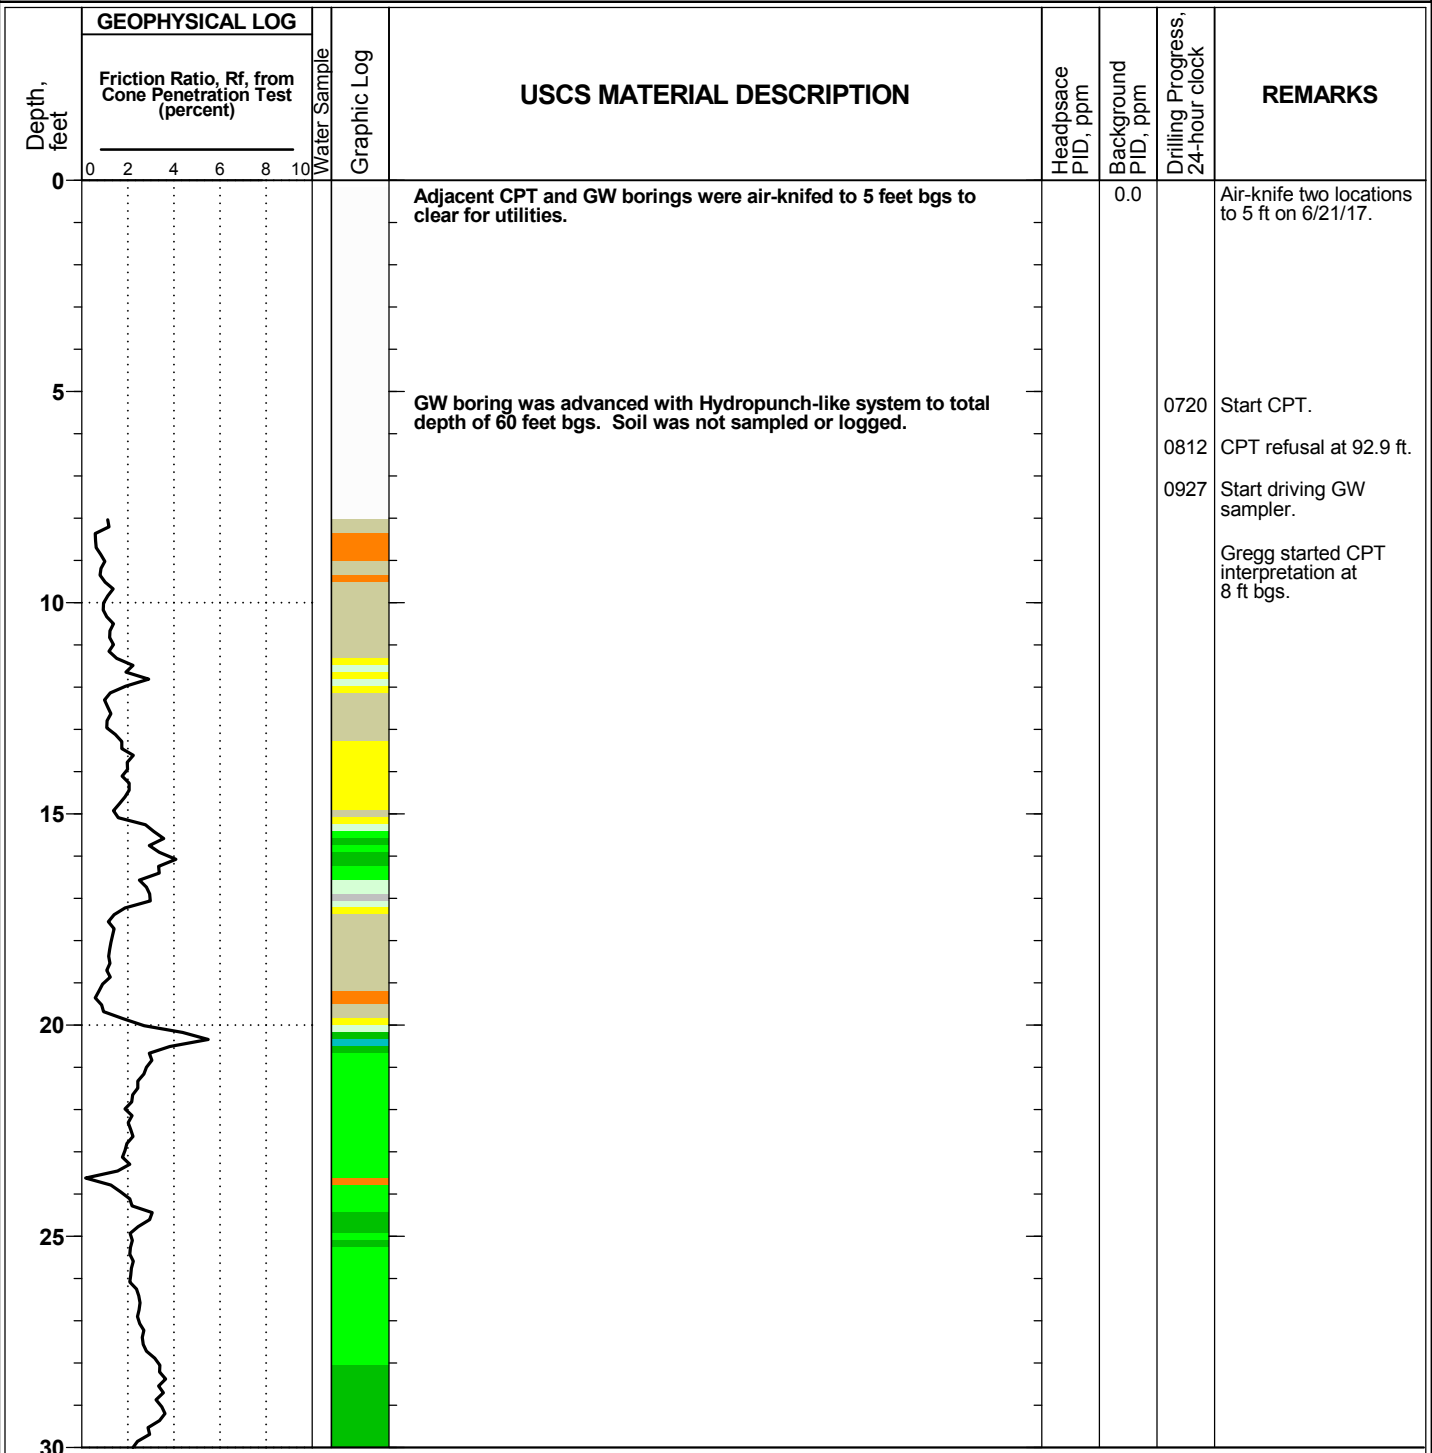 GEOPHYSICAL LOG
Depth,
feet
Friction Ratio, Rf, from
Cone Penetration Test
(percent)
0 2 4 6 8 10
Water Sample
Graphic Log
USCS MATERIAL DESCRIPTION
Headpsace
PID, ppm
Background
PID, ppm
Drilling Progress,
24-hour clock
REMARKS
0
Adjacent CPT and GW borings were air-knifed to 5 feet bgs to
clear for utilities.
0.0
Air-knife two locations
to 5 ft on 6/21/17.
5
GW boring was advanced with Hydropunch-like system to total
depth of 60 feet bgs. Soil was not sampled or logged.
0720 Start CPT.
0812 CPT refusal at 92.9 ft.
0927 Start driving GW
sampler.
Gregg started CPT
interpretation at
8 ft bgs.
10
15
20
25
30